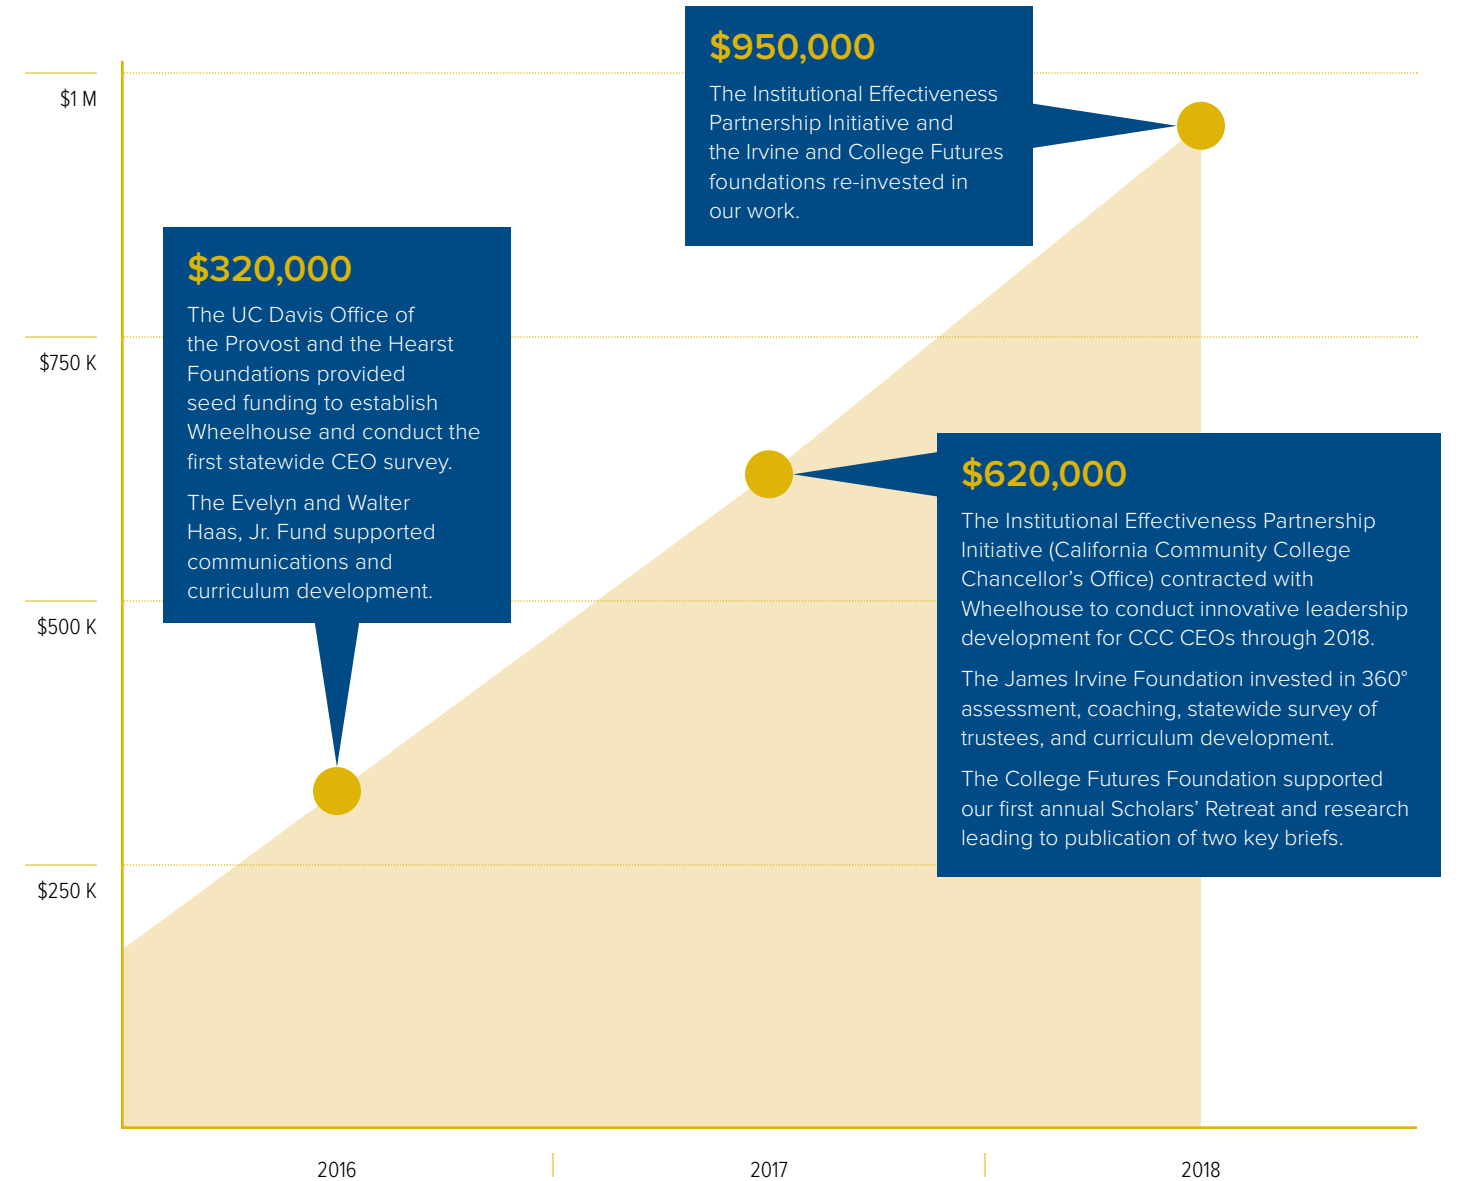 $1 M
$750 K
$500 K
$250 K
$320,000
The UC Davis Office of
the Provost and the Hearst
Foundations provided
seed funding to establish
Wheelhouse and conduct the
first statewide CEO survey.
The Evelyn and Walter
Haas, Jr. Fund supported
communications and
curriculum development.
$950,000
The Institutional Effectiveness
Partnership Initiative and
the Irvine and College Futures
foundations re-invested in
our work.
$620,000
The Institutional Effectiveness Partnership
Initiative (California Community College
Chancellor’s Office) contracted with
Wheelhouse to conduct innovative leadership
development for CCC CEOs through 2018.
The James Irvine Foundation invested in 360°
assessment, coaching, statewide survey of
trustees, and curriculum development.
The College Futures Foundation supported
our first annual Scholars’ Retreat and research
leading to publication of two key briefs.
2016
2017
2018